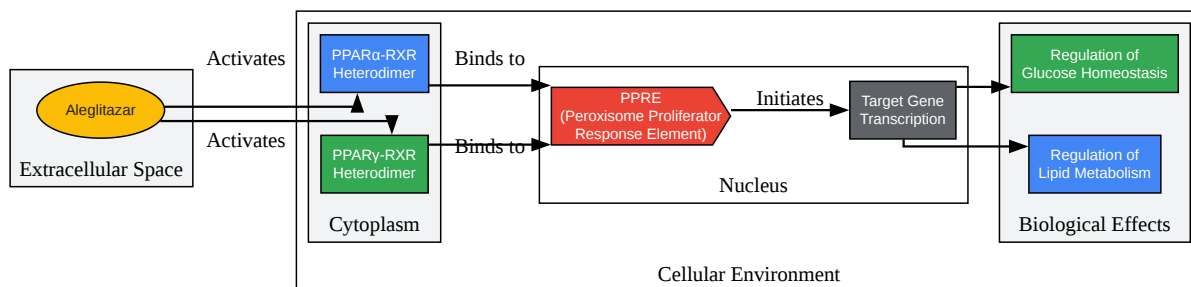 Activates
Aleglitazar
Activates
Extracellular Space
PPARα-RXR
Heterodimer
PPARγ-RXR
Heterodimer
Cytoplasm
Binds to
Binds to
PPRE
(Peroxisome Proliferator
Response Element)
Initiates
Target Gene
Transcription
Nucleus
Regulation of
Glucose Homeostasis
Regulation of
Lipid Metabolism
Biological Effects
Cellular Environment